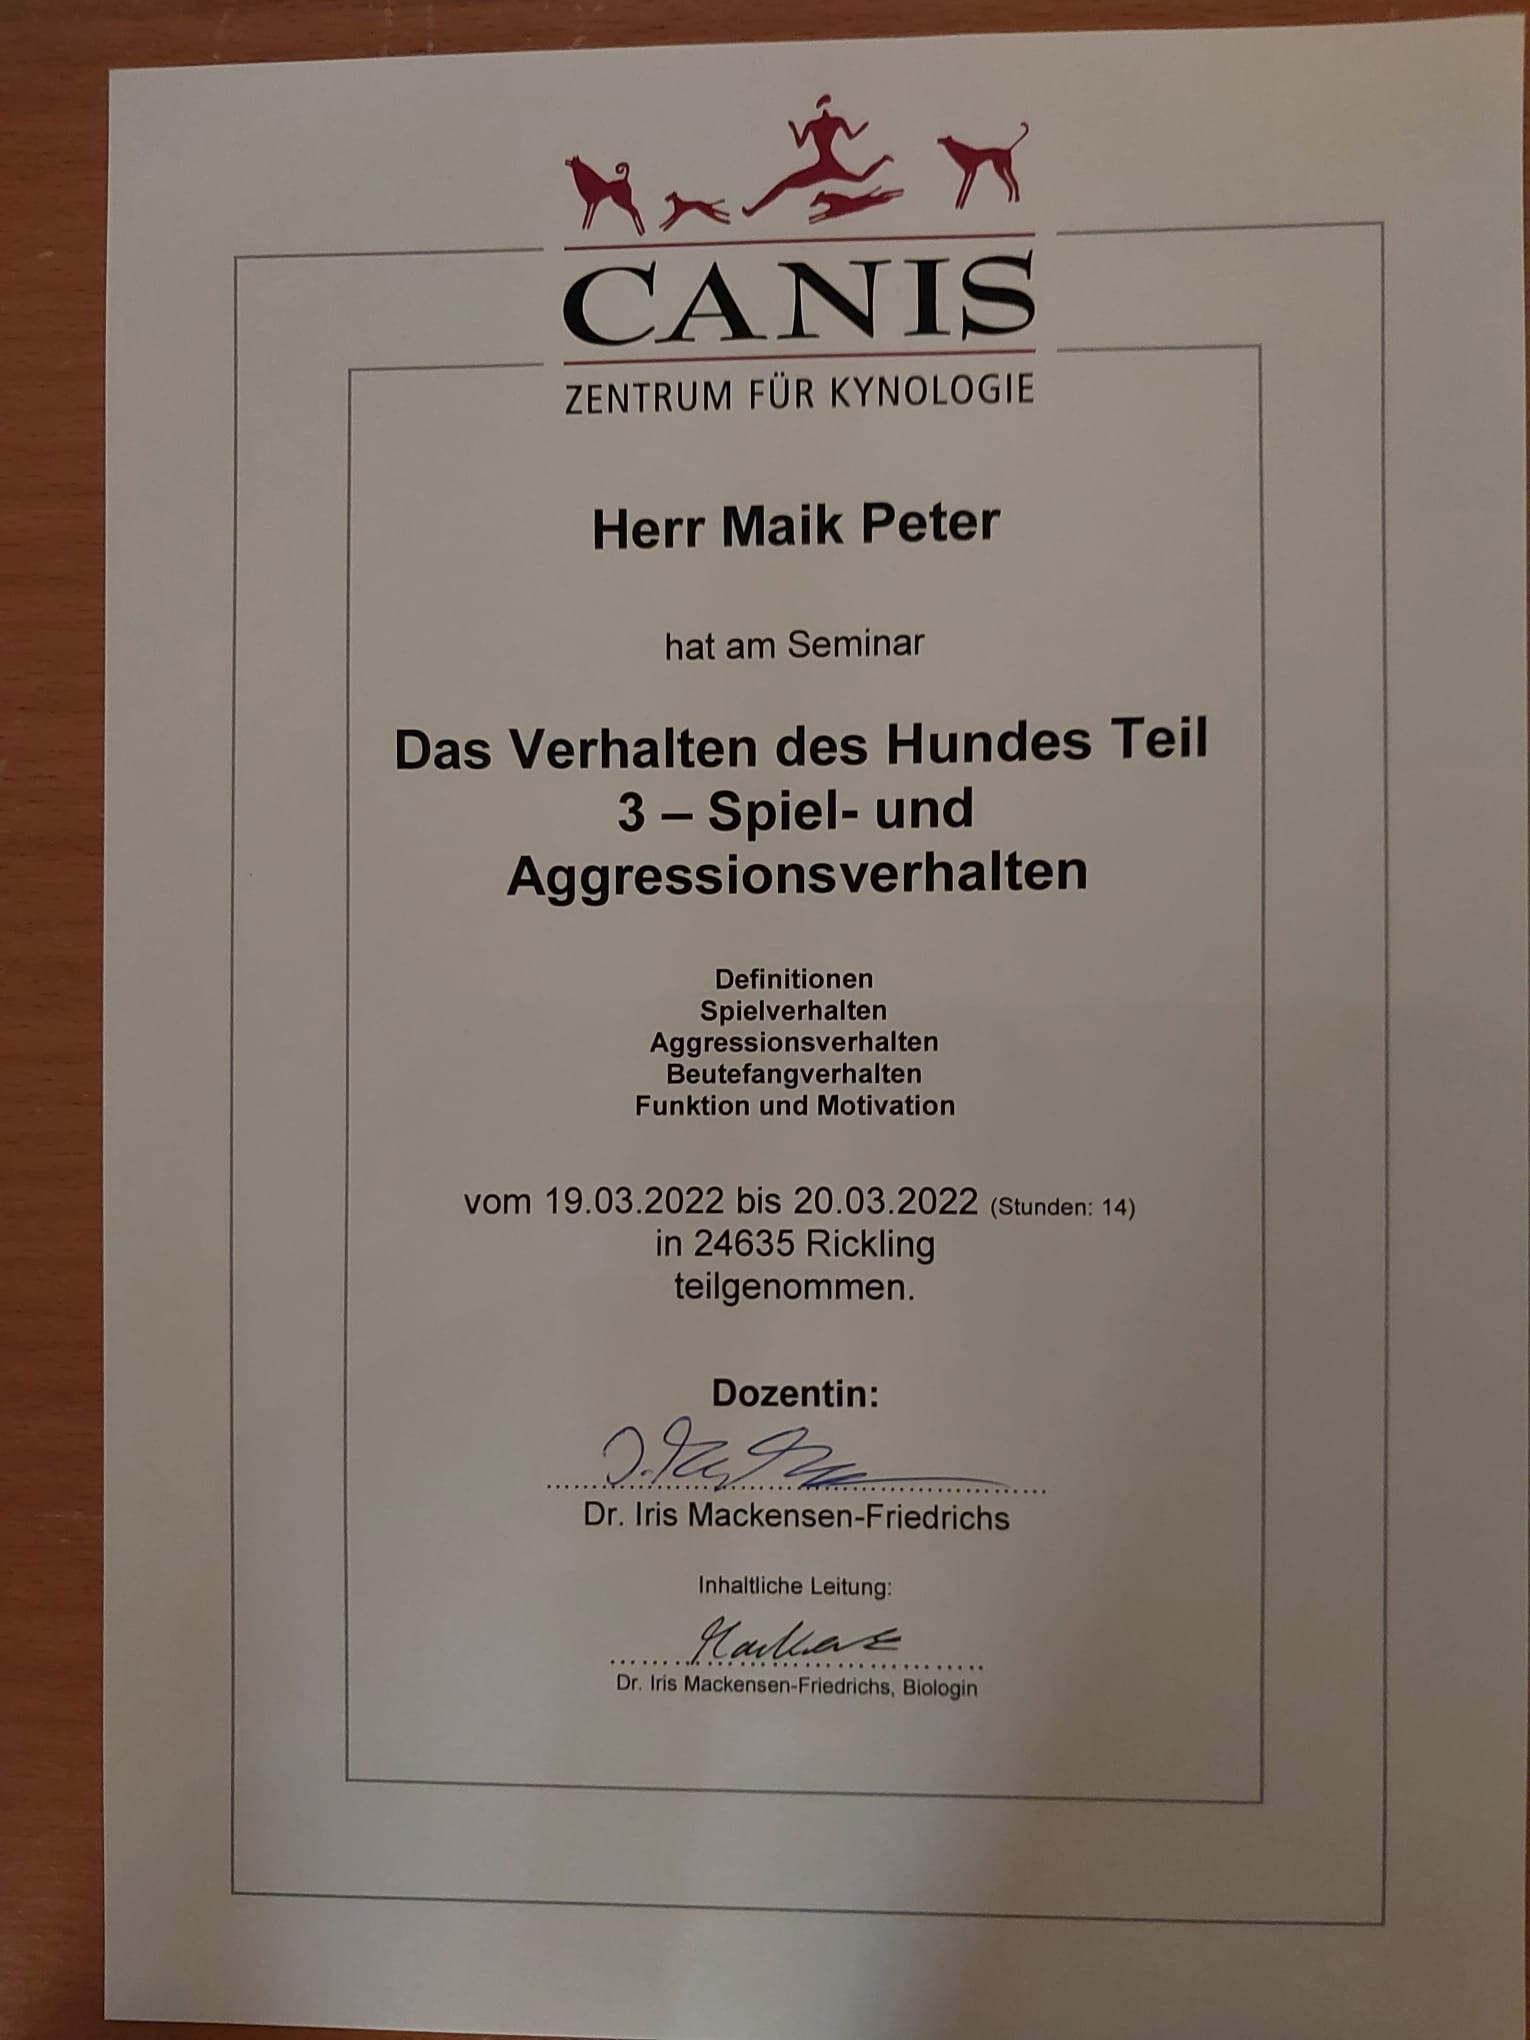 CANIS
ZENTRUM FÜR KYNOLOGIE
Herr Maik Peter
hat am Seminar
Das Verhalten des Hundes Teil
3 – Spiel- und
Aggressionsverhalten
Definitionen
Spielverhalten
Aggressionsverhalten
Beutefangverhalten
Funktion und Motivation
vom 19.03.2022 bis 20.03.2022 (Stunden: 14)
in 24635 Rickling
teilgenommen.
Dozentin:
Dr. Iris Mackensen-Friedrichs
Inhaltliche Leitung:
Dr. Iris Mackensen-Friedrichs, Biologin